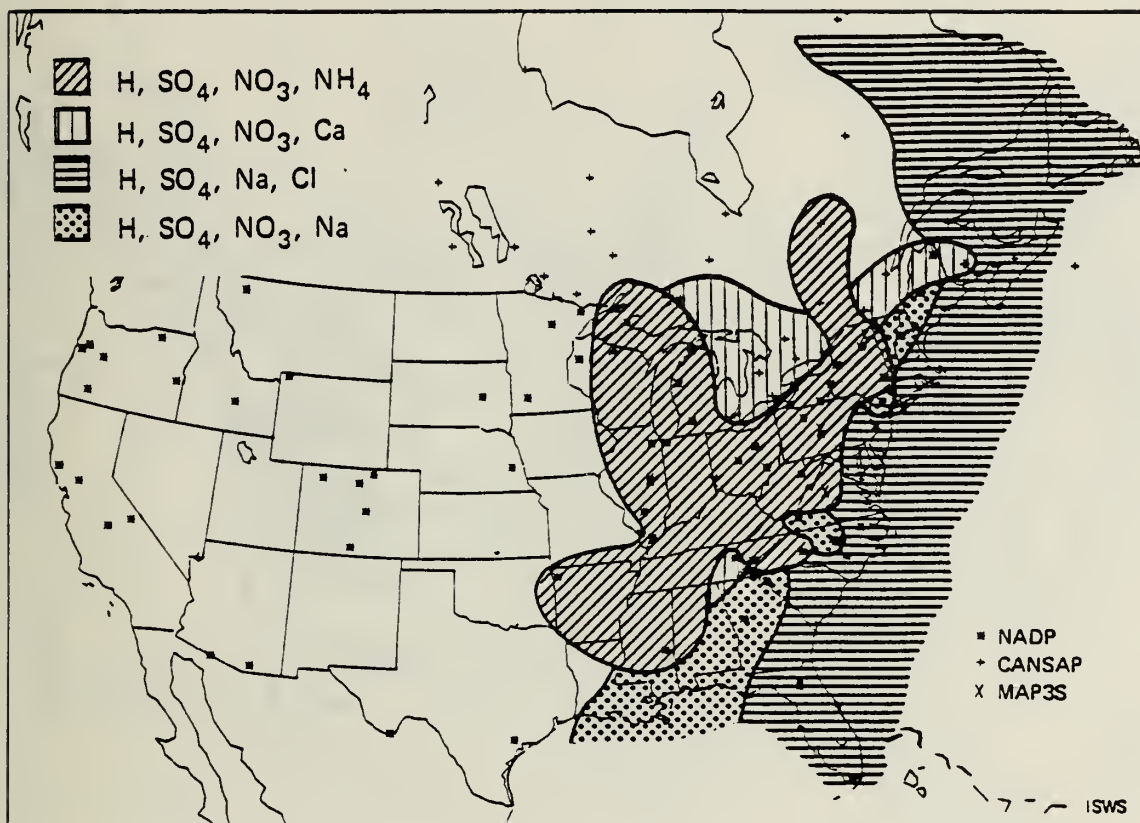 H, SO₄, NO₃, NH₄
H, SO₄, NO₃, Ca
H, SO₄, Na, Cl
H, SO₄, NO₃, Na
NADP
CANSAP
MAP3S
ISWS